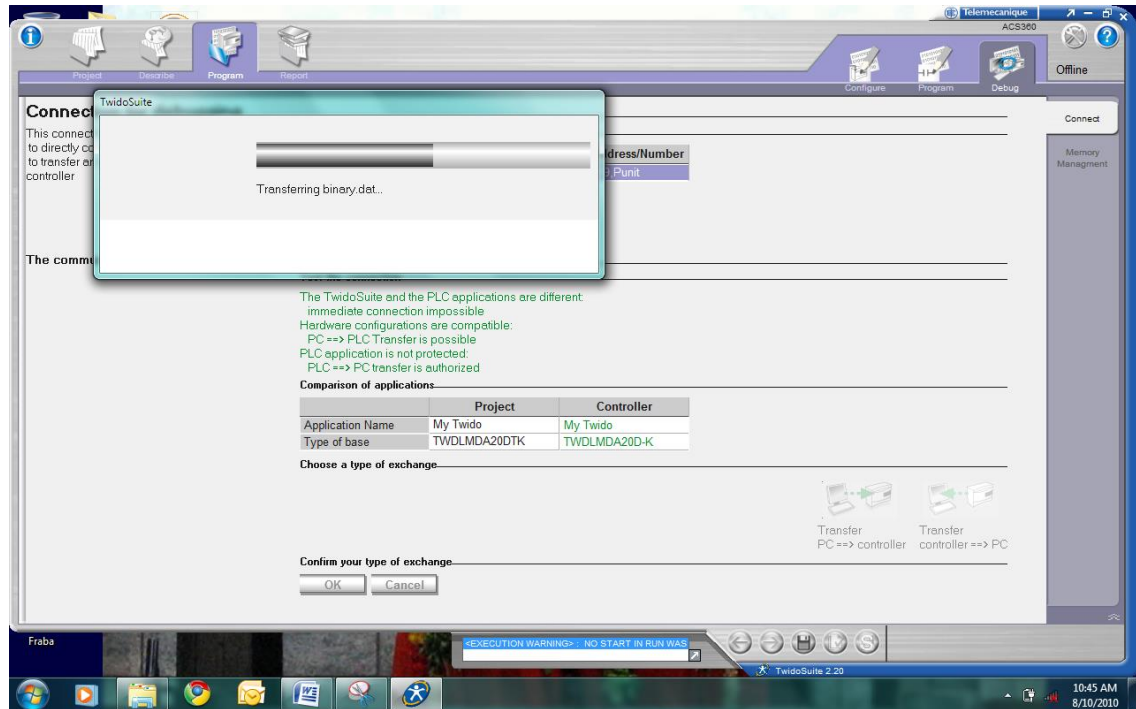 Telemecanique
ACS360
Project
Describe
Program
Report
Configure
Program
Debug
Offline
TwidoSuite
Transferring binary.dat...
Connect
This connect
to directly co
to transfer an
controller
dress/Number
Punit
Connect
Memory
Managment
The commu
The TwidoSuite and the PLC applications are different:
immediate connection impossible
Hardware configurations are compatible:
PC ==> PLC Transfer is possible
PLC application is not protected:
PLC ==> PC transfer is authorized
Comparison of applications
Project Controller
Application Name My Twido My Twido
Type of base TWDLMDA20DTK TWDLMDA20D-K
Choose a type of exchange
Transfer
PC ==> controller
Transfer
controller ==> PC
Confirm your type of exchange
OK Cancel
Fraba
<EXECUTION WARNING> : NO START IN RUN WAS
TwidoSuite 2.20
10:45 AM
8/10/2010